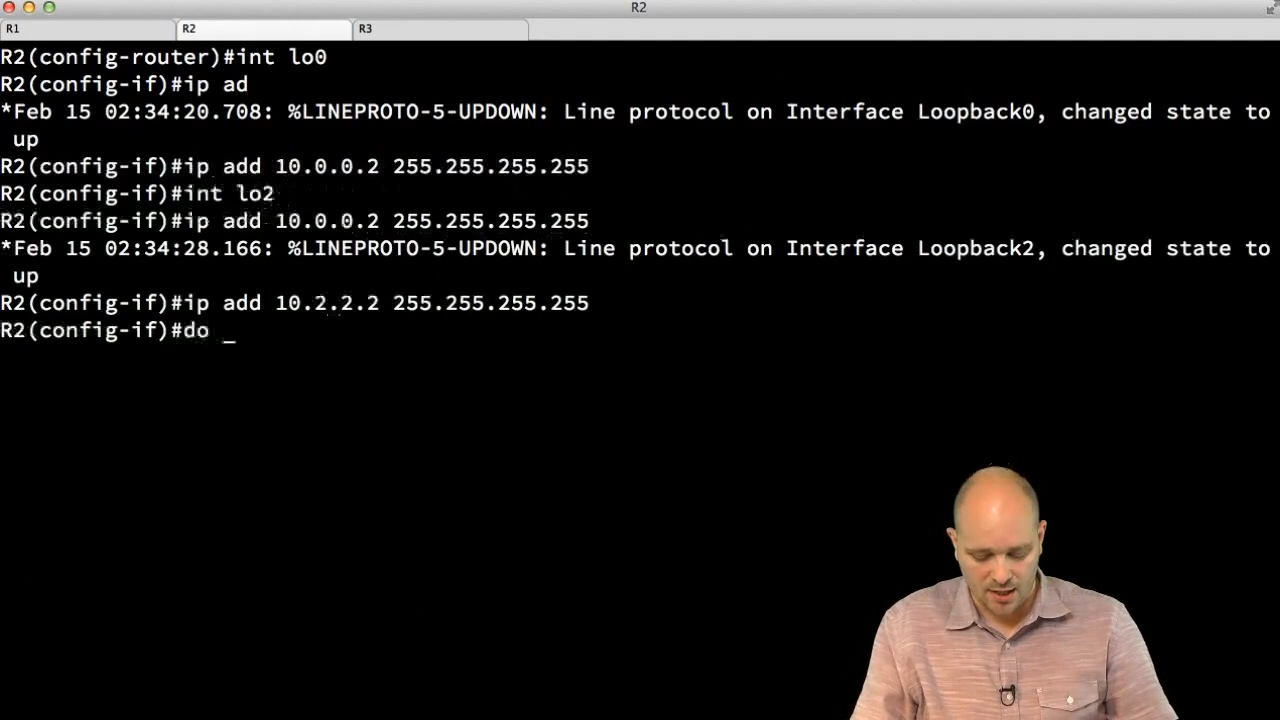 R2
R1
R2
R3
R2(config-router)#int lo0
R2(config-if)#ip ad
*Feb 15 02:34:20.708: %LINEPROTO-5-UPDOWN: Line protocol on Interface Loopback0, changed state to
up
R2(config-if)#ip add 10.0.0.2 255.255.255.255
R2(config-if)#int lo2
R2(config-if)#ip add 10.0.0.2 255.255.255.255
*Feb 15 02:34:28.166: %LINEPROTO-5-UPDOWN: Line protocol on Interface Loopback2, changed state to
up
R2(config-if)#ip add 10.2.2.2 255.255.255.255
R2(config-if)#do _